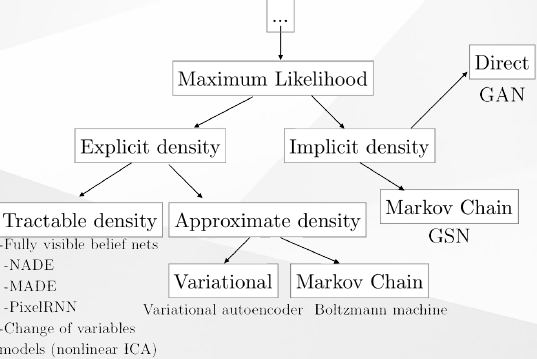 ...
Direct
GAN
Maximum Likelihood
Explicit density
Implicit density
Tractable density
-Fully visible belief nets
-NADE
-MADE
-PixelRNN
-Change of variables
models (nonlinear ICA)
Approximate density
Variational
Variational autoencoder
Markov Chain
Boltzmann machine
Markov Chain
GSN